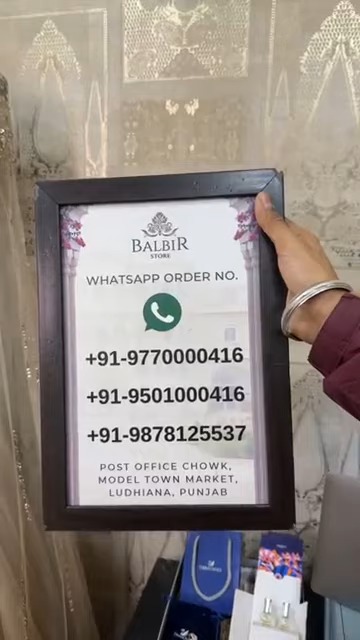 BALBIR
STORE
WHATSAPP ORDER NO.
+91-9770000416
+91-9501000416
+91-9878125537
POST OFFICE CHOWK,
MODEL TOWN MARKET,
LUDHIANA, PUNJAB